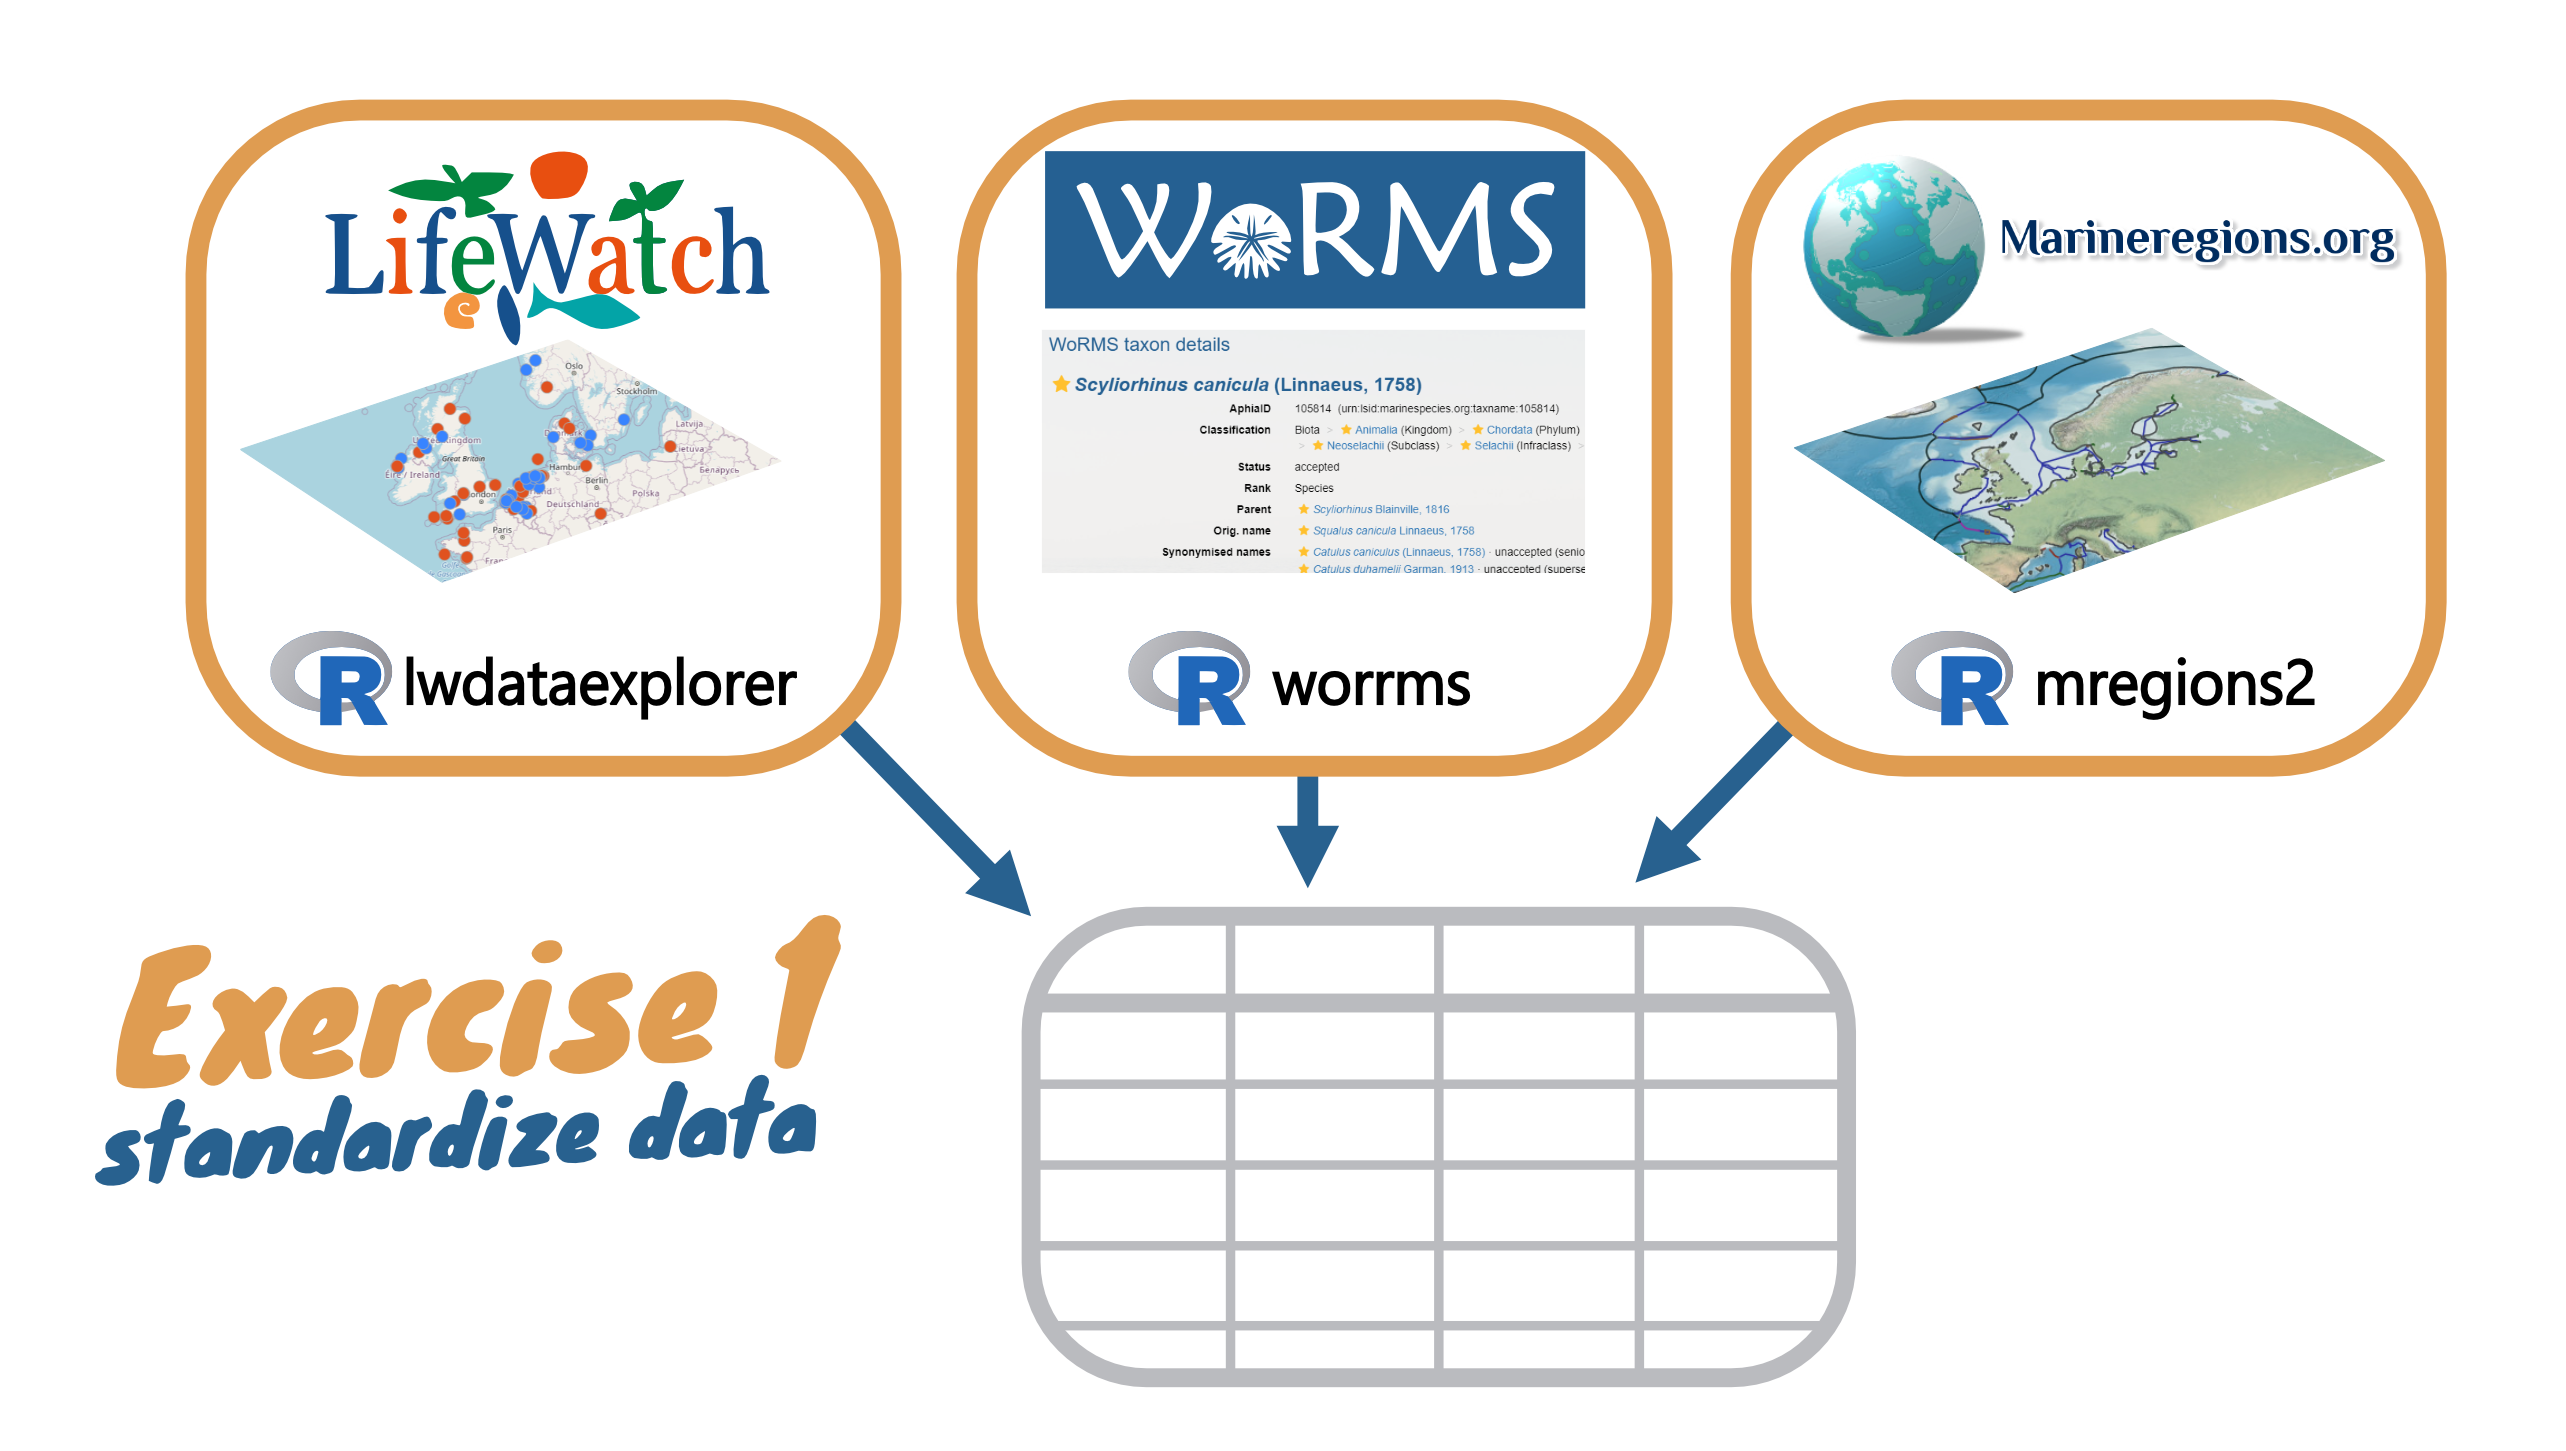 LifeWatch
Oslo
Stockholm
Latvija
United Kingdom
Great Britain
Lietuva
Éire / Ireland
Hamburg
Berlin
Беларусь
Polska
London
Deutschland
Paris
Golfe
R lwdataexplorer
WoRMS
WoRMS taxon details
Scyliorhinus canicula (Linnaeus, 1758)
AphiaID 105814 (urn:lsid:marinespecies.org:taxname:105814)
Classification Biota > Animalia (Kingdom) > Chordata (Phylum)
> Neoselachii (Subclass) > Selachii (Infraclass) >
Status accepted
Rank Species
Parent Scyliorhinus Blainville, 1816
Orig. name Squalus canicula Linnaeus, 1758
Synonymised names Catulus caniculus (Linnaeus, 1758) · unaccepted (senio
Catulus duhamelii Garman, 1913 · unaccepted (superse
R worrms
Marineregions.org
R mregions2
Exercise 1
standardize data